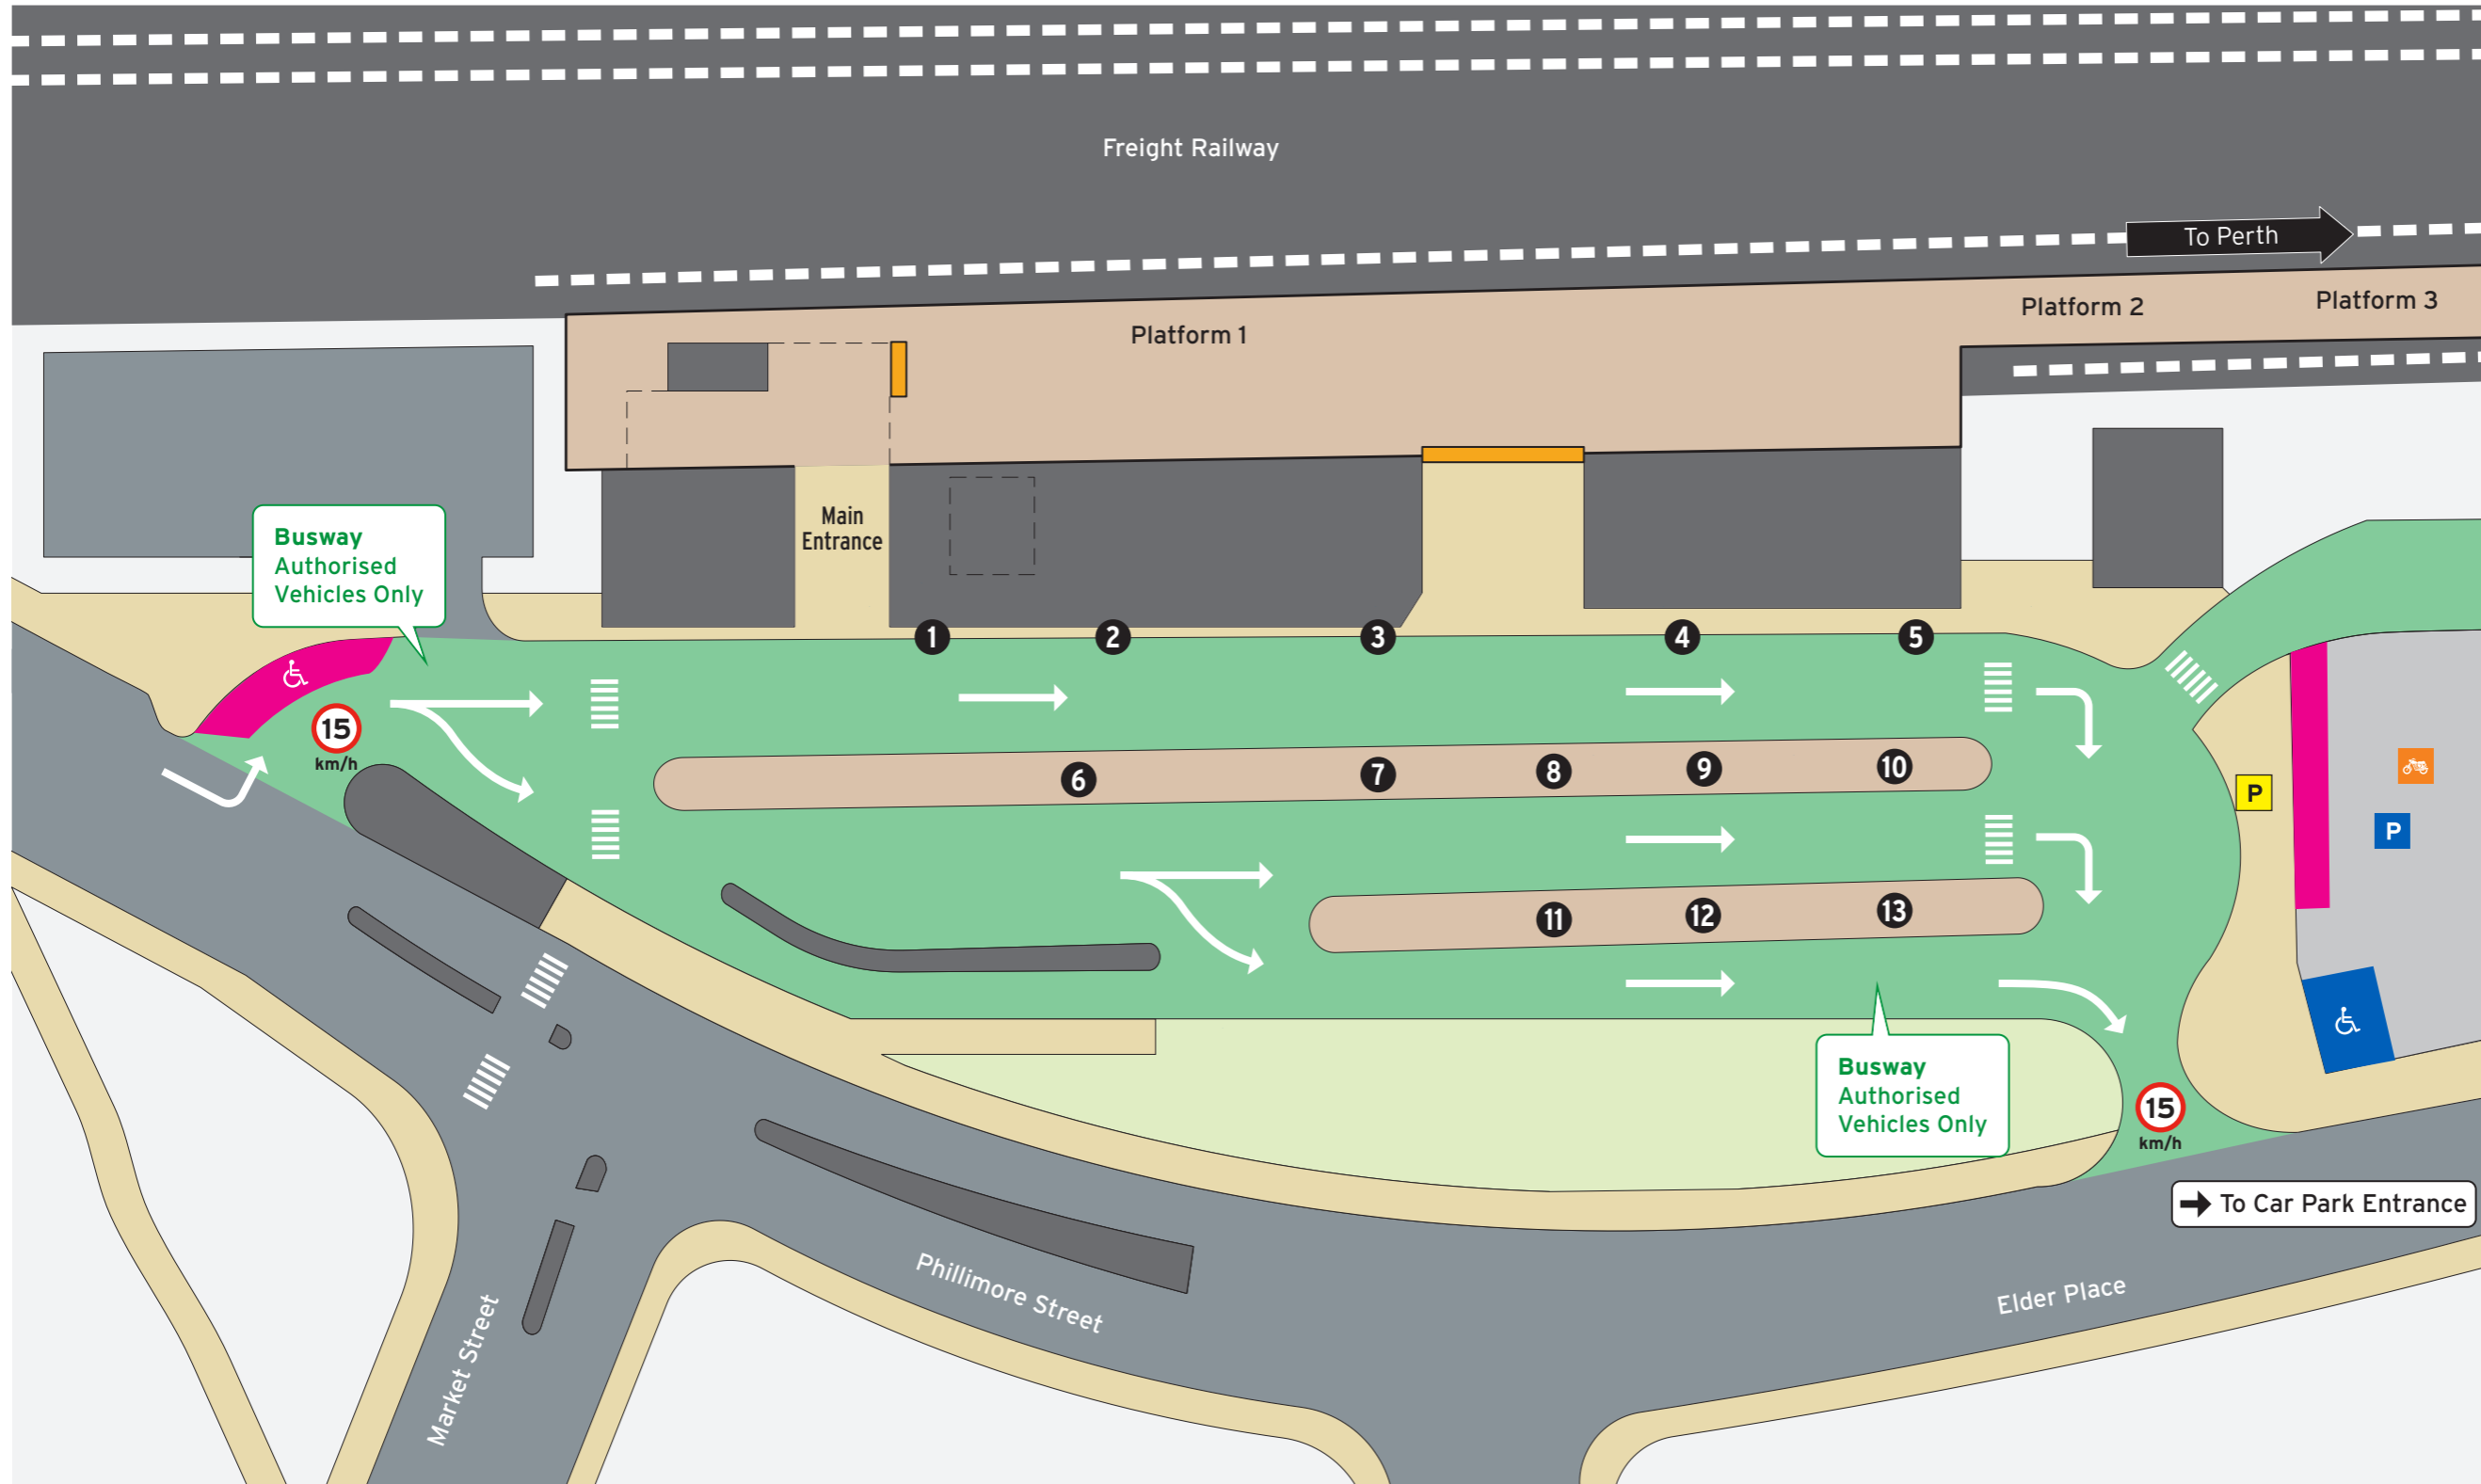 Freight Railway
To Perth
Platform 1
Platform 2
Platform 3
Main
Entrance
Busway
Authorised
Vehicles Only
1
2
3
4
5
15
km/h
6
7
8
9
10
P
P
11
12
13
Busway
Authorised
Vehicles Only
15
km/h
To Car Park Entrance
Phillimore Street
Elder Place
Market Street